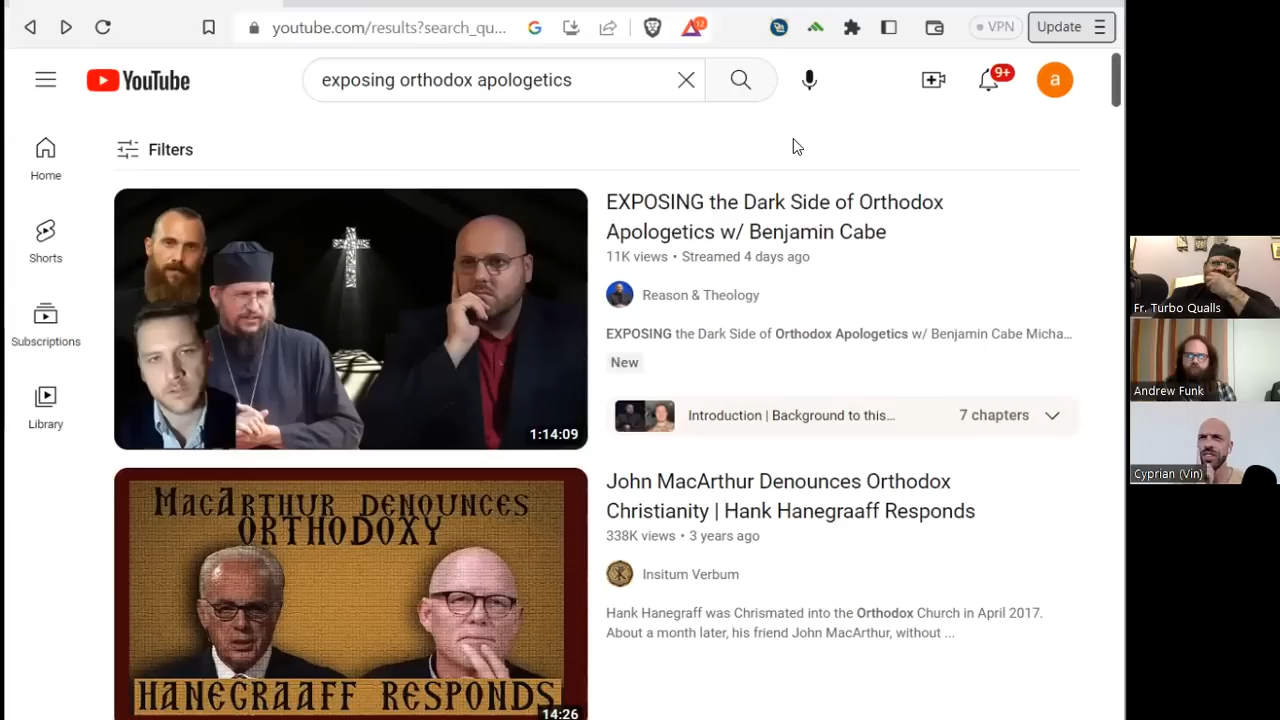 youtube.com/results?search_qu...
12
VPN
Update
YouTube
exposing orthodox apologetics
9+
a
Home
Shorts
Subscriptions
Library
Filters
1:14:09
EXPOSING the Dark Side of Orthodox
Apologetics w/ Benjamin Cabe
11K views • Streamed 4 days ago
Reason & Theology
EXPOSING the Dark Side of Orthodox Apologetics w/ Benjamin Cabe Micha...
New
Introduction | Background to this...
7 chapters
MACARTHUR DENOUNCES
ORTHODOXY
HANEGRAAFF RESPONDS
14:26
John MacArthur Denounces Orthodox
Christianity | Hank Hanegraaff Responds
338K views • 3 years ago
Insitum Verbum
Hank Hanegraff was Chrismated into the Orthodox Church in April 2017.
About a month later, his friend John MacArthur, without ...
Fr. Turbo Qualls
Andrew Funk
Cyprian (Vin)